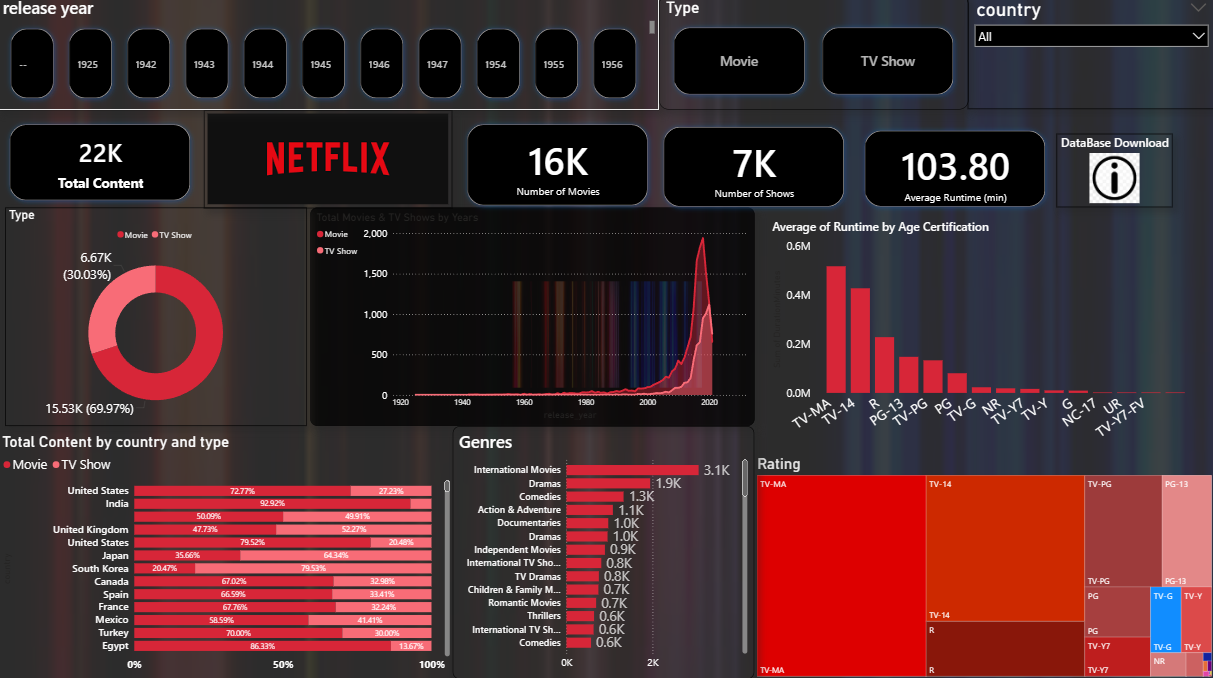 release year
--
1925
1942
1943
1944
1945
1946
1947
1954
1955
1956
Type
Movie
TV Show
country
All
22K
Total Content
NETFLIX
16K
Number of Movies
7K
Number of Shows
103.80
Average Runtime (min)
DataBase Download
Type
Movie TV Show
6.67K
(30.03%)
15.53K (69.97%)
Total Movies & TV Shows by Years
Movie
TV Show
2,000
1,500
1,000
500
0
1920 1940 1960 1980 2000 2020
release_year
Average of Runtime by Age Certification
0.6M
0.4M
0.2M
0.0M
TV-MA
TV-14
R
PG-13
TV-PG
PG
TV-G
NR
TV-Y7
TV-Y
G
NC-17
UR
TV-Y7-FV
Total Content by country and type
Movie TV Show
United States 72.77% 27.23%
India 92.92%
50.09% 49.91%
United Kingdom 47.73% 52.27%
United States 79.52% 20.48%
Japan 35.66% 64.34%
South Korea 20.47% 79.53%
Canada 67.02% 32.98%
Spain 66.59% 33.41%
France 67.76% 32.24%
Mexico 58.59% 41.41%
Turkey 70.00% 30.00%
Egypt 86.33% 13.67%
0% 50% 100%
Genres
International Movies 3.1K
Dramas 1.9K
Comedies 1.3K
Action & Adventure 1.1K
Documentaries 1.0K
Dramas 1.0K
Independent Movies 0.9K
International TV Sho... 0.8K
TV Dramas 0.8K
Children & Family M... 0.7K
Romantic Movies 0.7K
Thrillers 0.6K
International TV Sh... 0.6K
Comedies 0.6K
0K 2K
Rating
TV-MA
TV-MA
TV-14
TV-14
R
R
TV-PG
TV-PG
PG-13
PG-13
PG
PG
TV-Y7
TV-Y7
TV-G
TV-G
TV-Y
TV-Y
NR